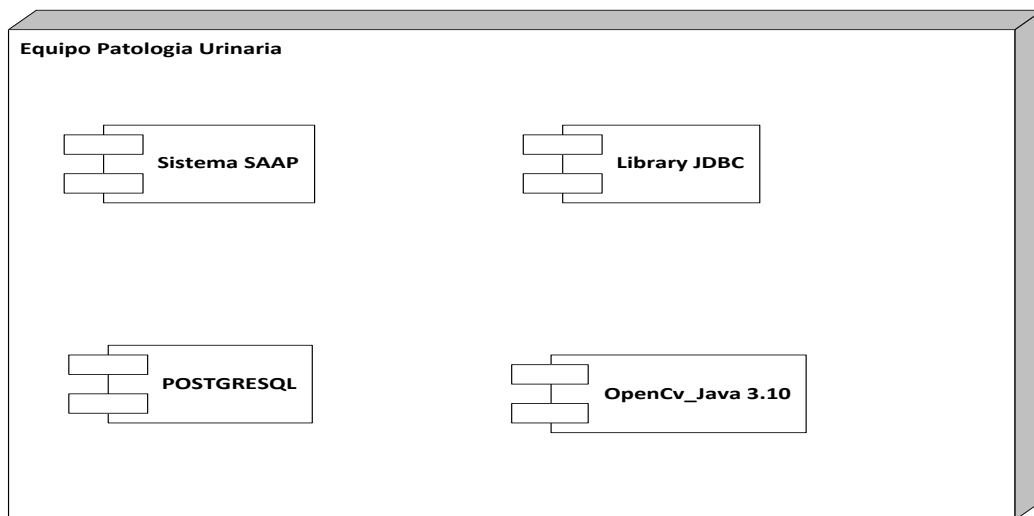 Equipo Patologia Urinaria
Sistema SAAP
Library JDBC
POSTGRESQL
OpenCv_Java 3.10